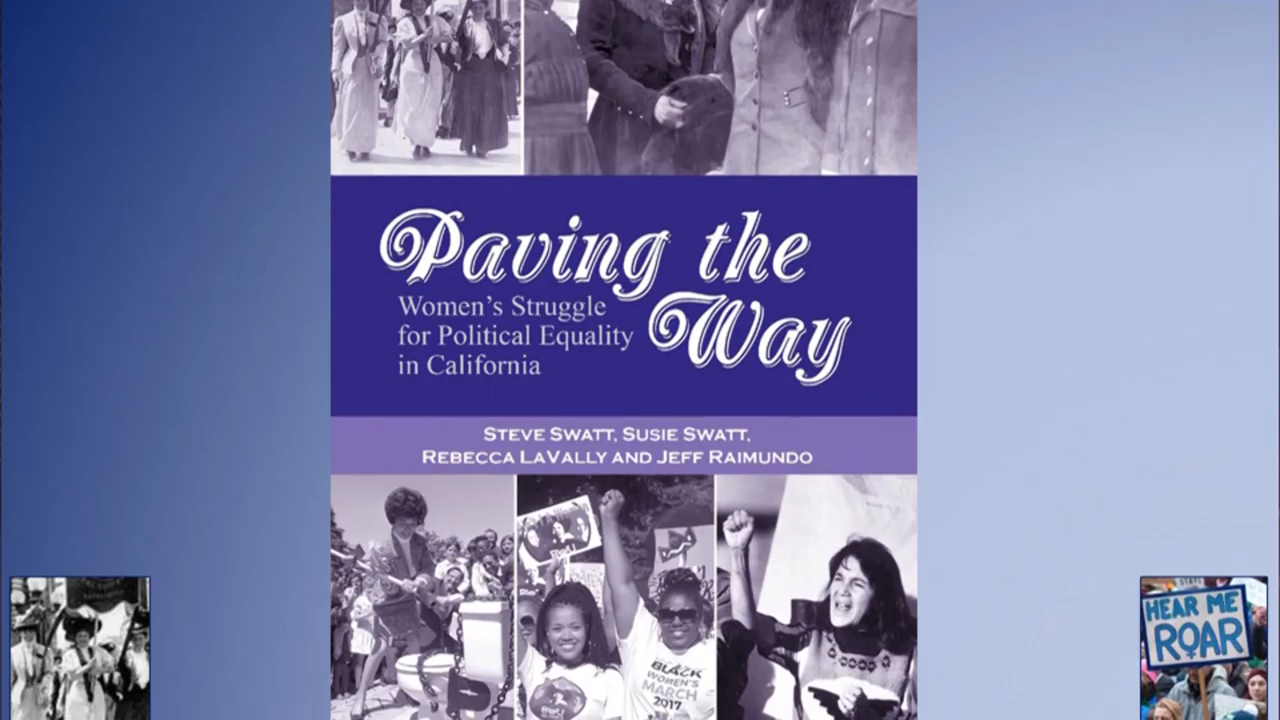 Paving the
Way
Women's Struggle
for Political Equality
in California
STEVE SWATT, SUSIE SWATT,
REBECCA LAVALLY AND JEFF RAIMUNDO
BLACK
WOMEN'S
MARCH
2017
HEAR ME
ROAR